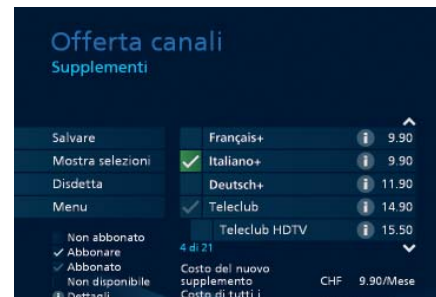 Offerta canali
Supplementi
Salvare
Mostra selezioni
Disdetta
Menu
Français+ 9.90
Italiano+ 9.90
Deutsch+ 11.90
Teleclub 14.90
Teleclub HDTV 15.50
4 di 21
Non abbonato
Abbonare
Abbonato
Non disponibile
Dettagli
Costo del nuovo
supplemento CHF 9.90/Mese
Costo di tutti i